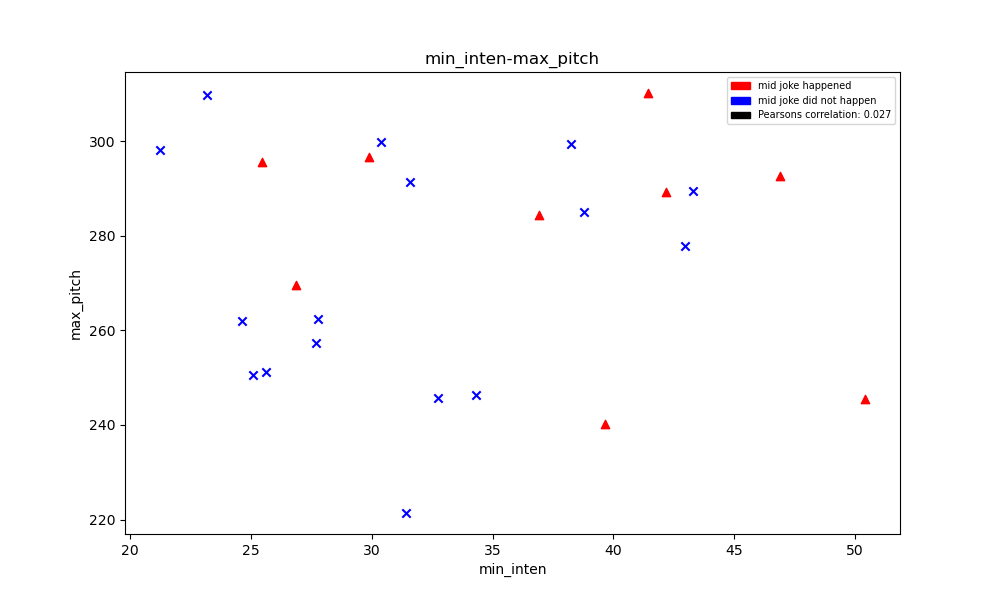 min_inten-max_pitch
mid joke happened
mid joke did not happen
Pearsons correlation: 0.027
300
280
260
240
220
max_pitch
20 25 30 35 40 45 50
min_inten